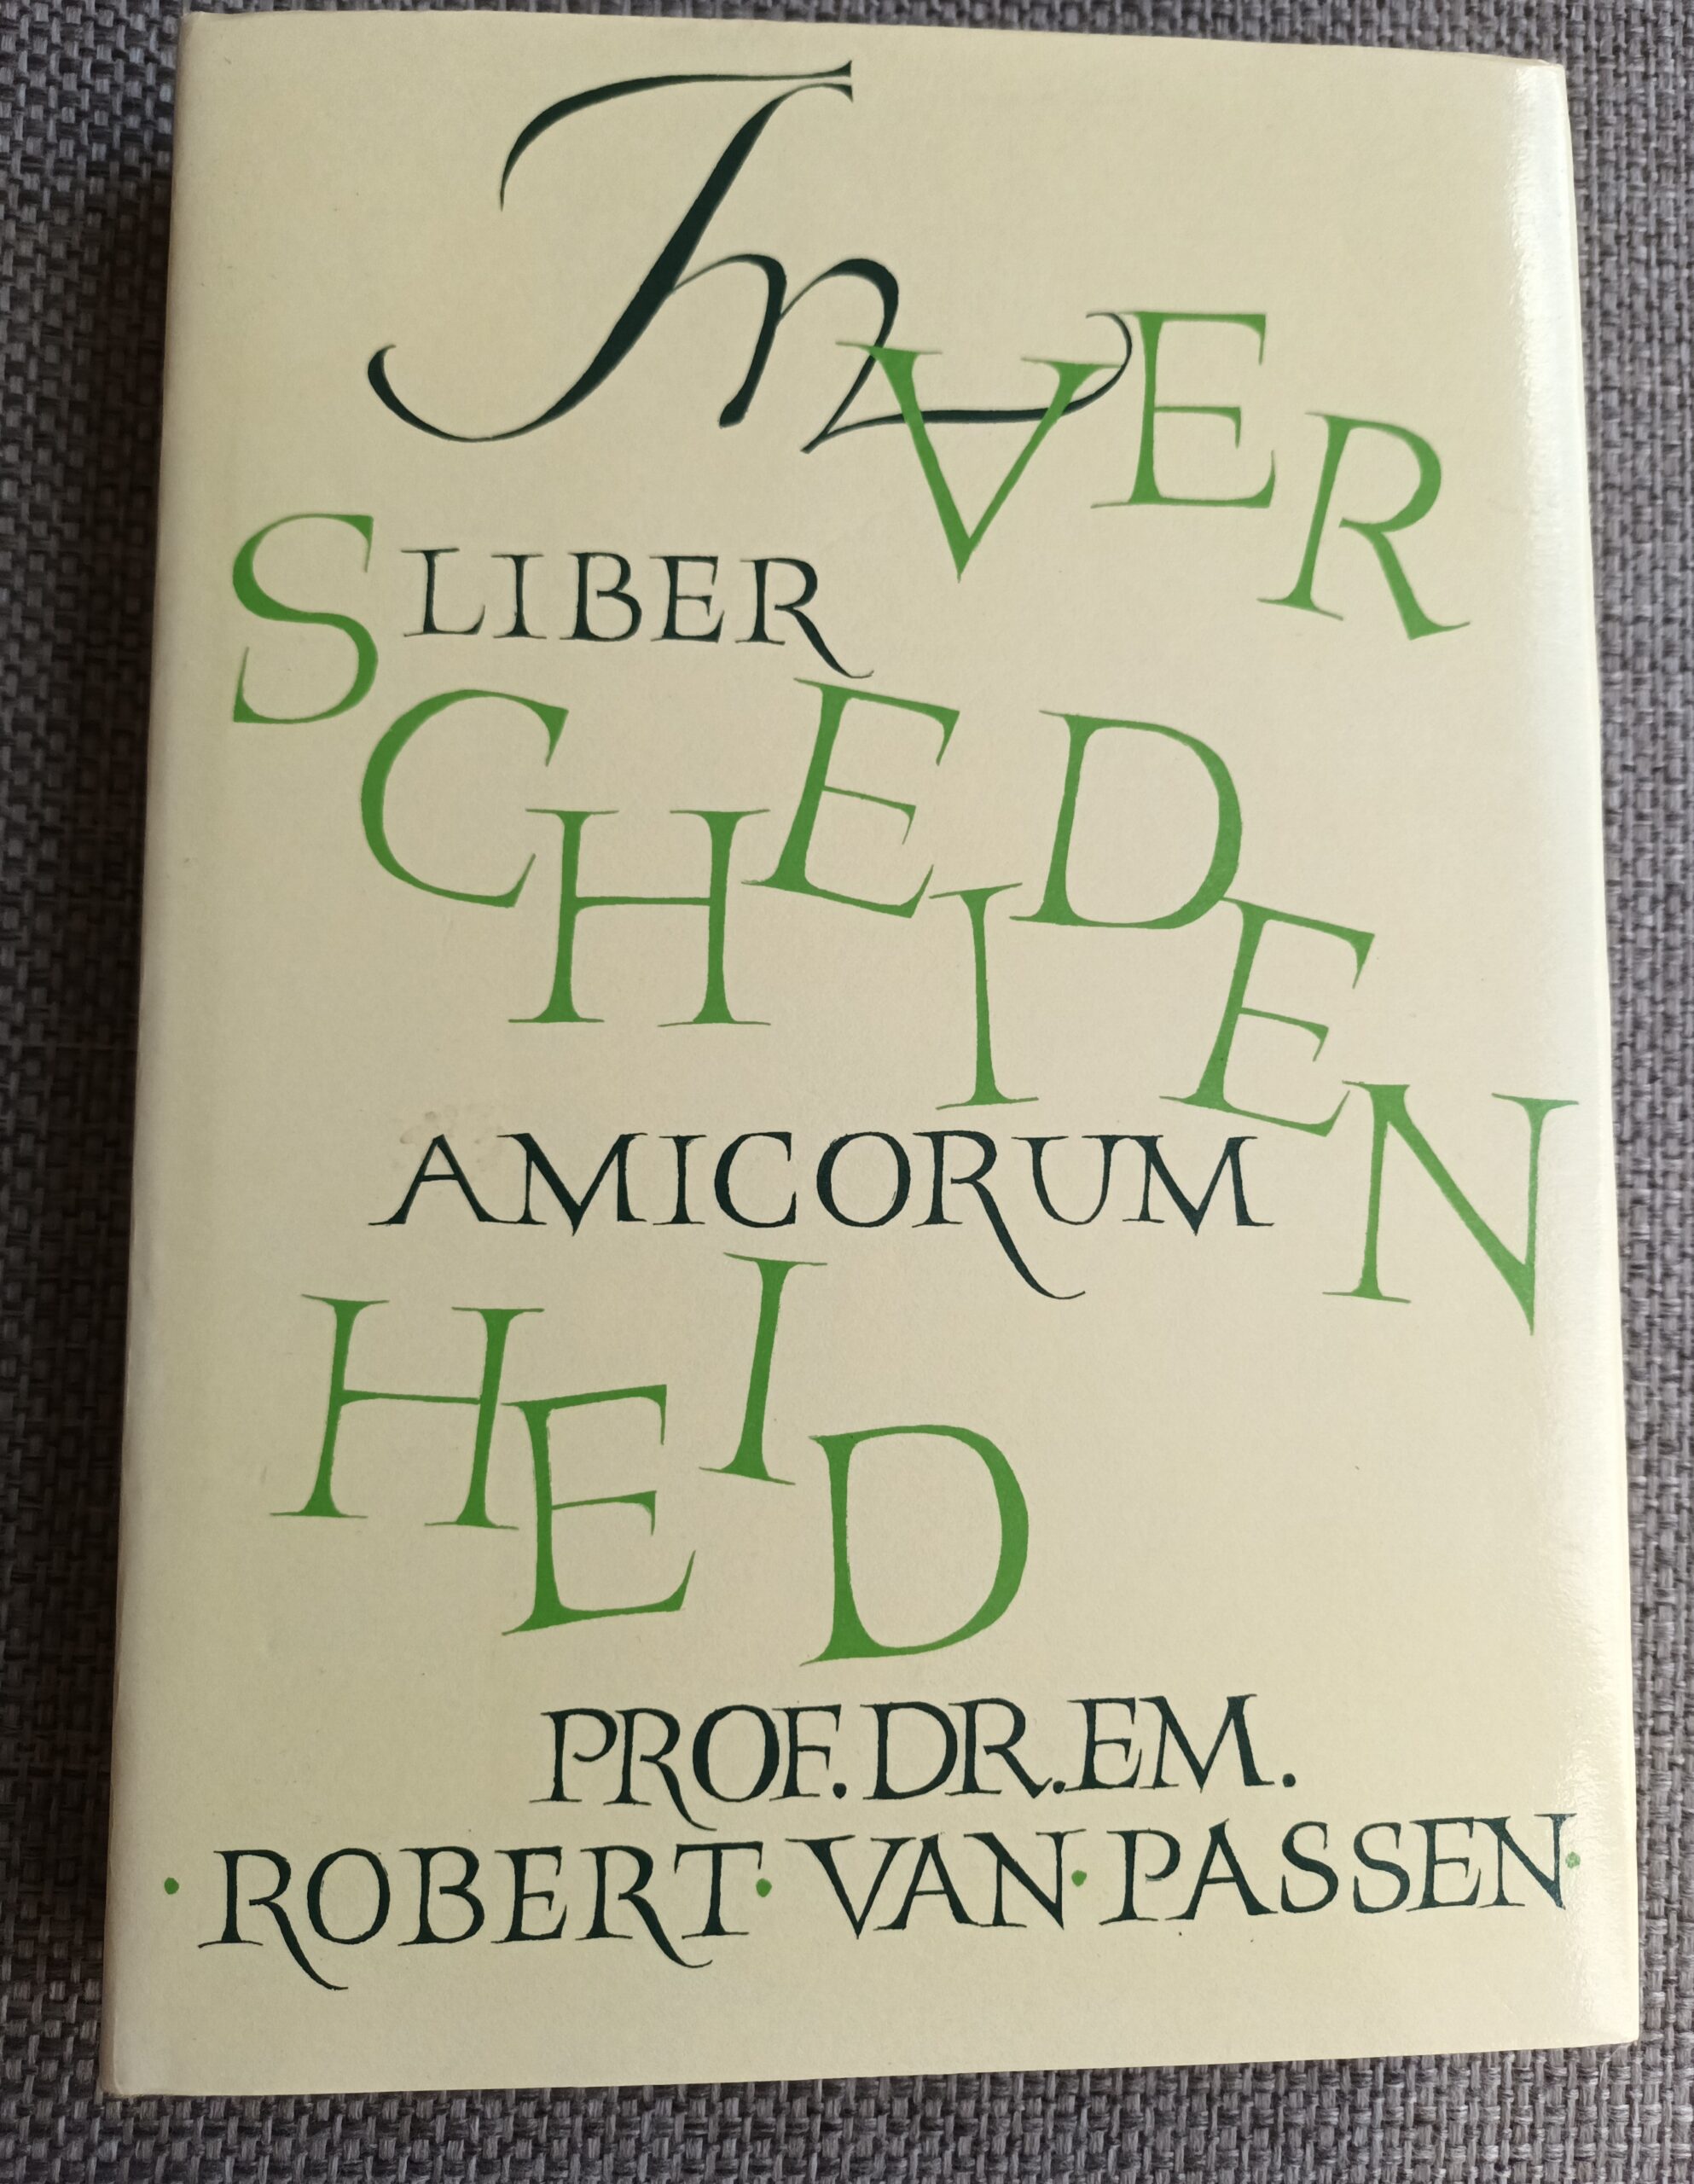 In VER
S LIBER
CHEIDEN
AMICORUM
HEID
PROF. DR. EM.
· ROBERT · VAN · PASSEN ·